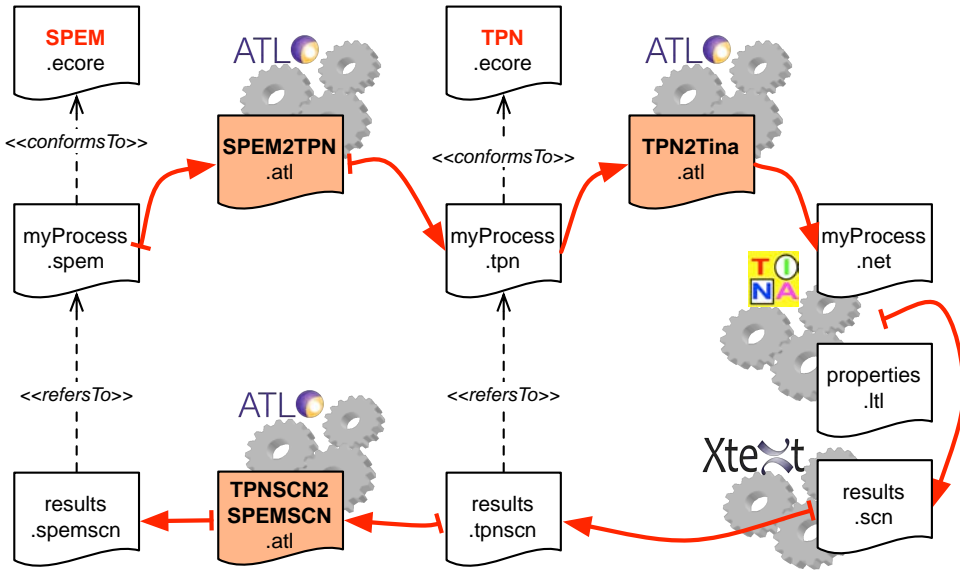 SPEM
.ecore
ATL
TPN
.ecore
ATL
<<conformsTo>>
SPEM2TPN
.atl
<<conformsTo>>
TPN2Tina
.atl
myProcess
.spem
myProcess
.tpn
myProcess
.net
T I
N A
properties
.ltl
<<refersTo>>
ATL
<<refersTo>>
Xtext
results
.spemscn
TPNSCN2
SPEMSCN
.atl
results
.tpnscn
results
.scn